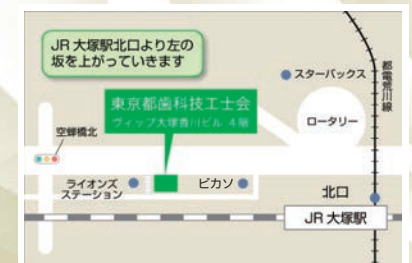 JR 大塚駅北口より左の
坂を上がっていきます
東京都歯科技工士会
ヴィップ大塚香川ビル 4階
スターバックス
都電荒川線
ロータリー
空蝉橋北
ライオンズ
ステーション
ピカソ
北口
JR 大塚駅